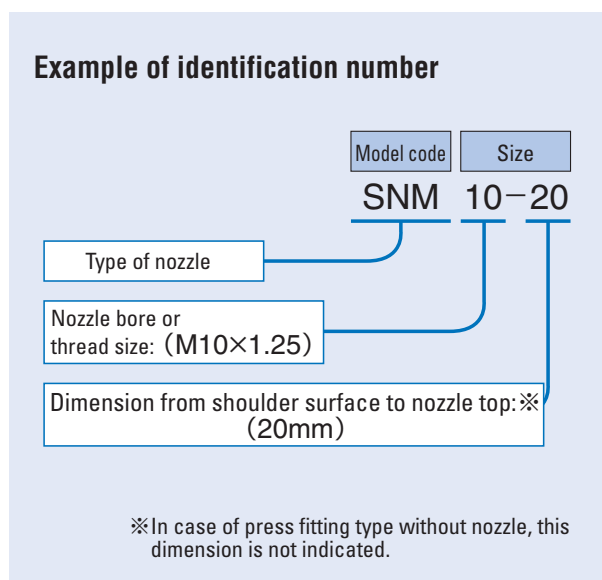 Example of identification number
Model code Size
SNM 10−20
Type of nozzle
Nozzle bore or
thread size: (M10×1.25)
Dimension from shoulder surface to nozzle top:※
(20mm)
※In case of press fitting type without nozzle, this
dimension is not indicated.